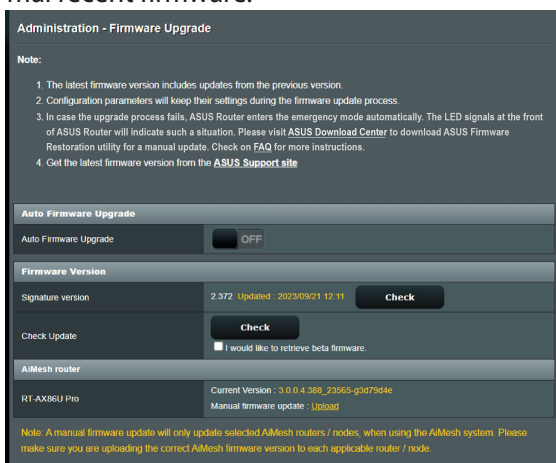 recent firmware.
Administration - Firmware Upgrade
Note:
1. The latest firmware version includes updates from the previous version.
2. Configuration parameters will keep their settings during the firmware update process.
3. In case the upgrade process fails, ASUS Router enters the emergency mode automatically. The LED signals at the front
of ASUS Router will indicate such a situation. Please visit ASUS Download Center to download ASUS Firmware
Restoration utility for a manual update. Check on FAQ for more instructions.
4. Get the latest firmware version from the ASUS Support site
Auto Firmware Upgrade
Auto Firmware Upgrade OFF
Firmware Version
Signature version 2.372 Updated : 2023/09/21 12:11 Check
Check Update Check
I would like to retrieve beta firmware.
AiMesh router
RT-AX86U Pro Current Version : 3.0.0.4.388_23565-g3d79d4e
Manual firmware update : Upload
Note: A manual firmware update will only update selected AiMesh routers / nodes, when using the AiMesh system. Please
make sure you are uploading the correct AiMesh firmware version to each applicable router / node.